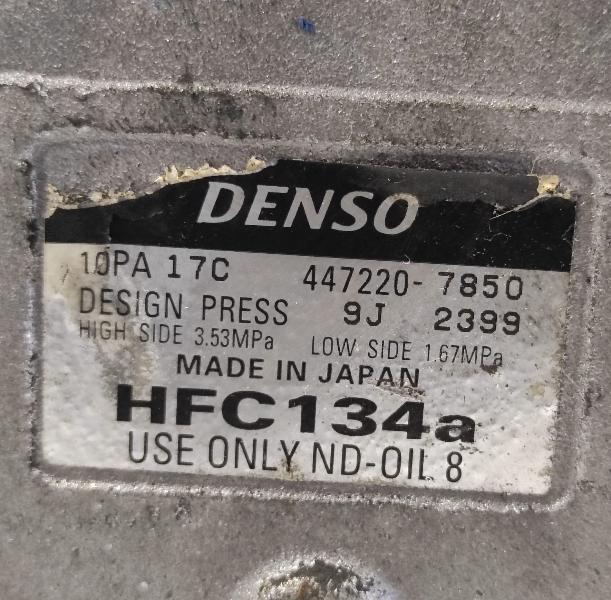 DENSO
10PA 17C 447220-7850
DESIGN PRESS 9J 2399
HIGH SIDE 3.53MPa LOW SIDE 1.67MPa
MADE IN JAPAN
HFC134a
USE ONLY ND-OIL 8